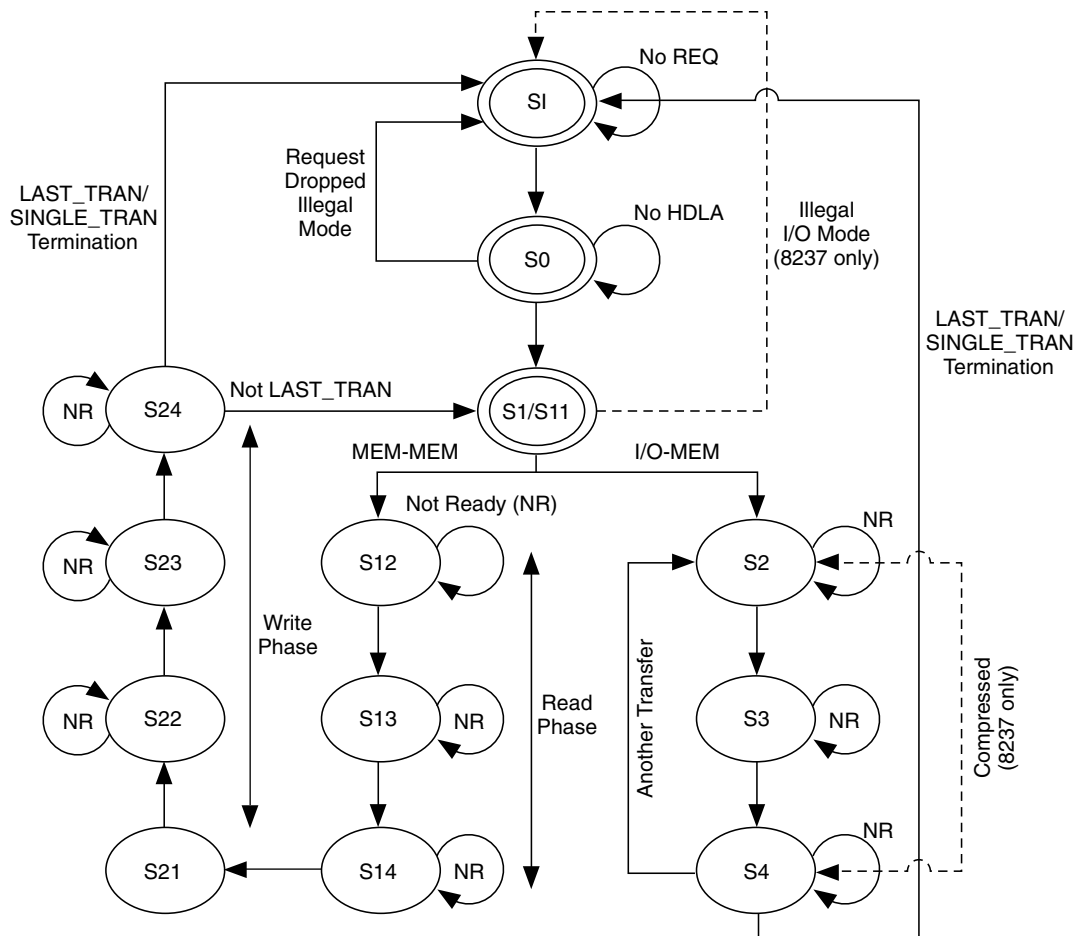 No REQ
SI
Request
Dropped
Illegal
Mode
LAST_TRAN/
SINGLE_TRAN
Termination
No HDLA
S0
Illegal
I/O Mode
(8237 only)
LAST_TRAN/
SINGLE_TRAN
Termination
NR
S24
Not LAST_TRAN
S1/S11
MEM-MEM
I/O-MEM
Not Ready (NR)
NR
S23
S12
S2
NR
Write
Phase
Read
Phase
Another Transfer
Compressed
(8237 only)
NR
S22
S13
NR
S3
NR
S21
S14
NR
S4
NR